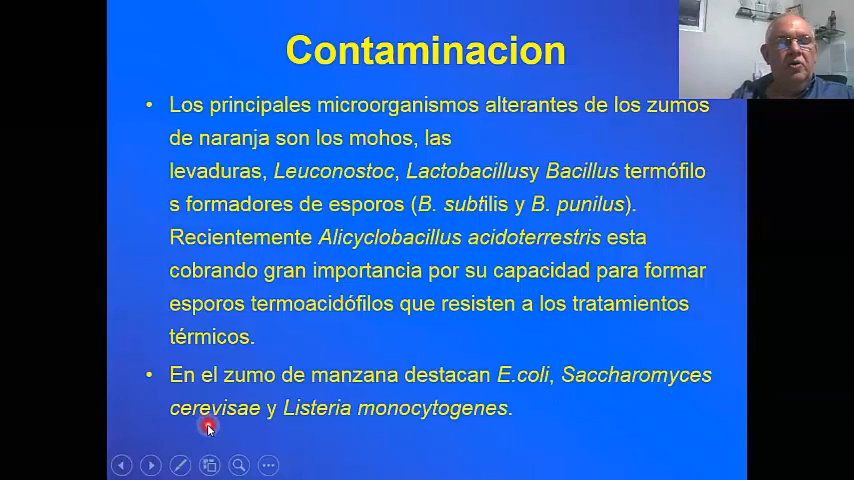 Contaminacion
• Los principales microorganismos alterantes de los zumos
de naranja son los mohos, las
levaduras, Leuconostoc, Lactobacillusy Bacillus termófilo
s formadores de esporos (B. subtilis y B. punilus).
Recientemente Alicyclobacillus acidoterrestris esta
cobrando gran importancia por su capacidad para formar
esporos termoacidófilos que resisten a los tratamientos
térmicos.
• En el zumo de manzana destacan E.coli, Saccharomyces
cerevisae y Listeria monocytogenes.